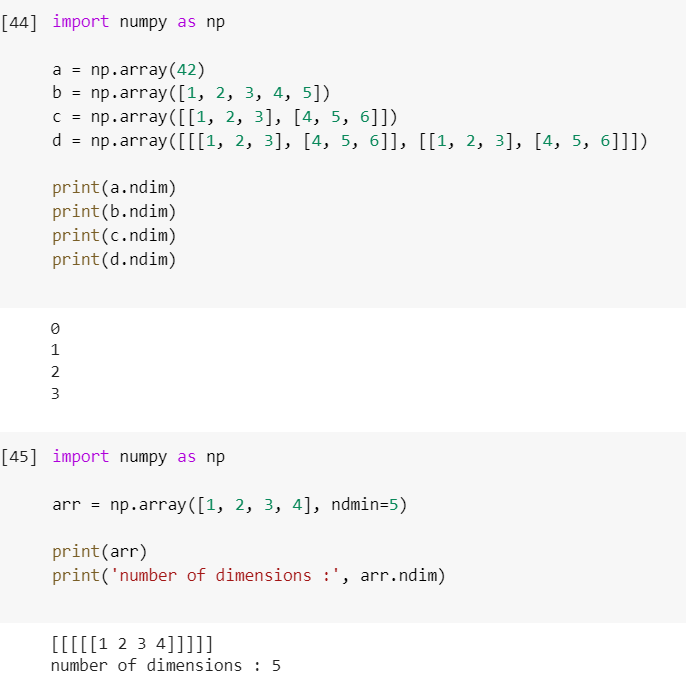 [44] import numpy as np
a = np.array(42)
b = np.array([1, 2, 3, 4, 5])
c = np.array([[1, 2, 3], [4, 5, 6]])
d = np.array([[[1, 2, 3], [4, 5, 6]], [[1, 2, 3], [4, 5, 6]]])
print(a.ndim)
print(b.ndim)
print(c.ndim)
print(d.ndim)
0
1
2
3
[45] import numpy as np
arr = np.array([1, 2, 3, 4], ndmin=5)
print(arr)
print('number of dimensions :', arr.ndim)
[[[[[1 2 3 4]]]]]
number of dimensions : 5